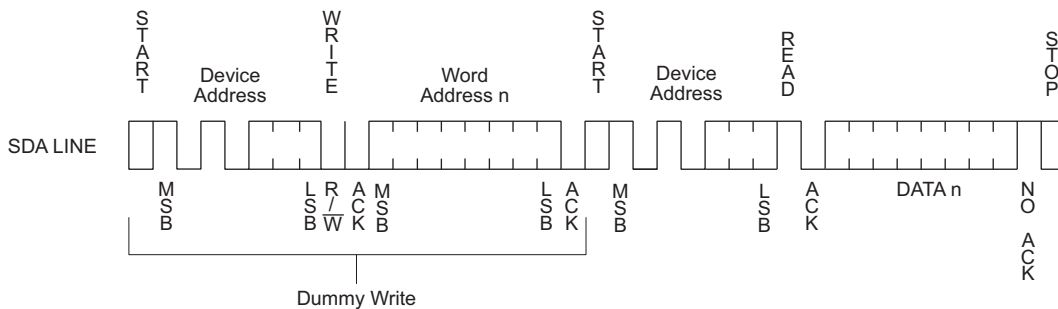 START
WRITE
START
READ
STOP
Device
Address
Word
Address n
Device
Address
SDA LINE
MSB
LSB
R/W
ACK
MSB
LSB
ACK
MSB
LSB
ACK
DATA n
NO ACK
Dummy Write